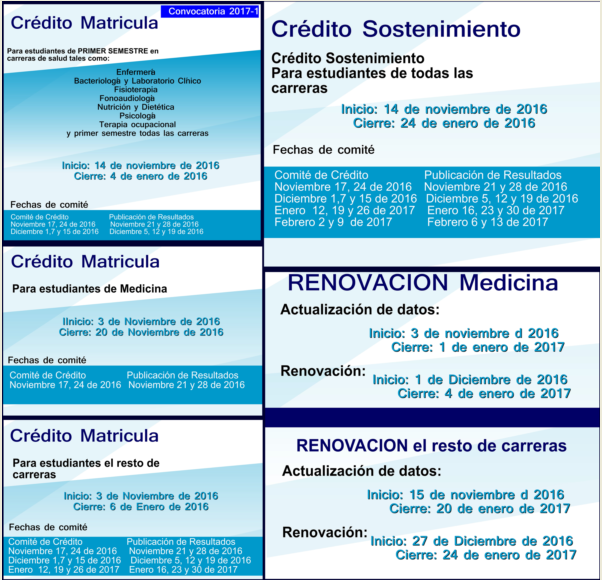 Convocatoria 2017-1
Crédito Matricula
Para estudiantes de PRIMER SEMESTRE en
carreras de salud tales como:
Enfermerà
Bacteriologà y Laboratorio Clìhico
Fisioterapia
Fonoaudiologà
Nutrición y Dietética
Psicologà
Terapia ocupacional
y primer semestre todas las carreras
Inicio: 14 de noviembre de 2016
Cierre: 4 de enero de 2016
Fechas de comité
Comité de Crédito Publicación de Resultados
Noviembre 17, 24 de 2016 Noviembre 21 y 28 de 2016
Diciembre 1,7 y 15 de 2016 Diciembre 5, 12 y 19 de 2016
Crédito Matricula
Para estudiantes de Medicina
IInicio: 3 de Noviembre de 2016
Cierre: 20 de Noviembre de 2016
Fechas de comité
Comité de Crédito Publicación de Resultados
Noviembre 17, 24 de 2016 Noviembre 21 y 28 de 2016
Crédito Matricula
Para estudiantes el resto de
carreras
Inicio: 3 de Noviembre de 2016
Cierre: 6 de Enero de 2016
Fechas de comité
Comité de Crédito Publicación de Resultados
Noviembre 17, 24 de 2016 Noviembre 21 y 28 de 2016
Diciembre 1,7 y 15 de 2016 Diciembre 5, 12 y 19 de 2016
Enero 12, 19 y 26 de 2017 Enero 16, 23 y 30 de 2017
Crédito Sostenimiento
Crédito Sostenimiento
Para estudiantes de todas las
carreras
Inicio: 14 de noviembre de 2016
Cierre: 24 de enero de 2016
Fechas de comité
Comité de Crédito Publicación de Resultados
Noviembre 17, 24 de 2016 Noviembre 21 y 28 de 2016
Diciembre 1,7 y 15 de 2016 Diciembre 5, 12 y 19 de 2016
Enero 12, 19 y 26 de 2017 Enero 16, 23 y 30 de 2017
Febrero 2 y 9 de 2017 Febrero 6 y 13 de 2017
RENOVACION Medicina
Actualización de datos:
Inicio: 3 de noviembre d 2016
Cierre: 1 de enero de 2017
Renovación:
Inicio: 1 de Diciembre de 2016
Cierre: 4 de enero de 2017
RENOVACION el resto de carreras
Actualización de datos:
Inicio: 15 de noviembre d 2016
Cierre: 20 de enero de 2017
Renovación:
Inicio: 27 de Diciembre de 2016
Cierre: 24 de enero de 2017